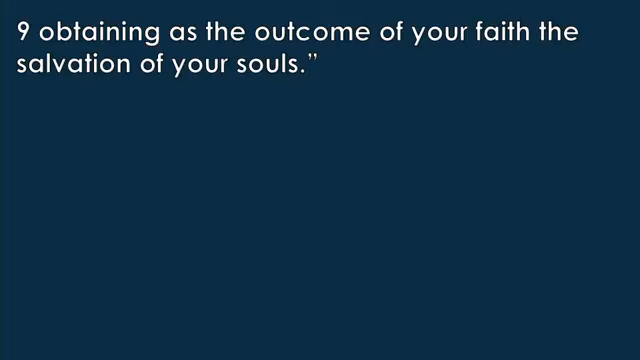 9 obtaining as the outcome of your faith the
salvation of your souls.”